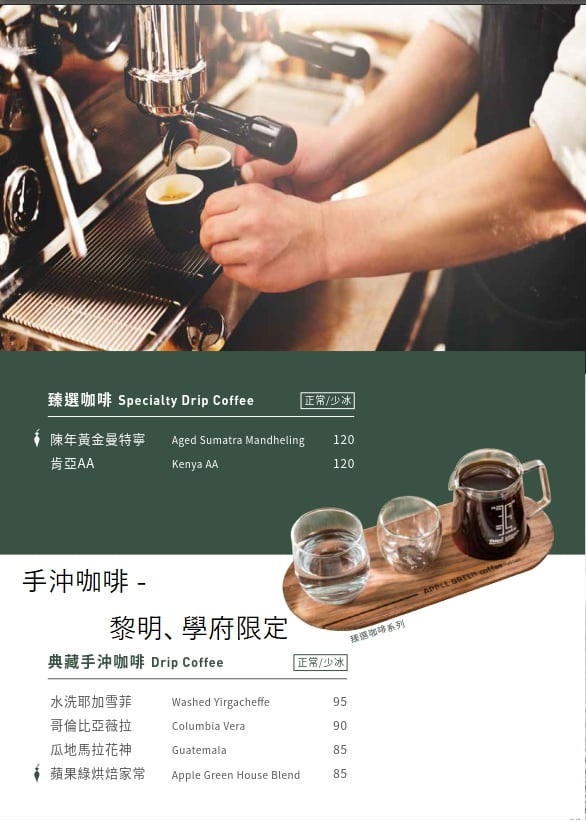 臻選咖啡 Specialty Drip Coffee 正常/少冰
陳年黃金曼特寧 Aged Sumatra Mandheling 120
肯亞AA Kenya AA 120
APPLE GREEN coffee
臻選咖啡系列
手沖咖啡 -
黎明、學府限定
典藏手沖咖啡 Drip Coffee 正常/少冰
水洗耶加雪菲 Washed Yirgacheffe 95
哥倫比亞薇拉 Columbia Vera 90
瓜地馬拉花神 Guatemala 85
蘋果綠烘焙家常 Apple Green House Blend 85